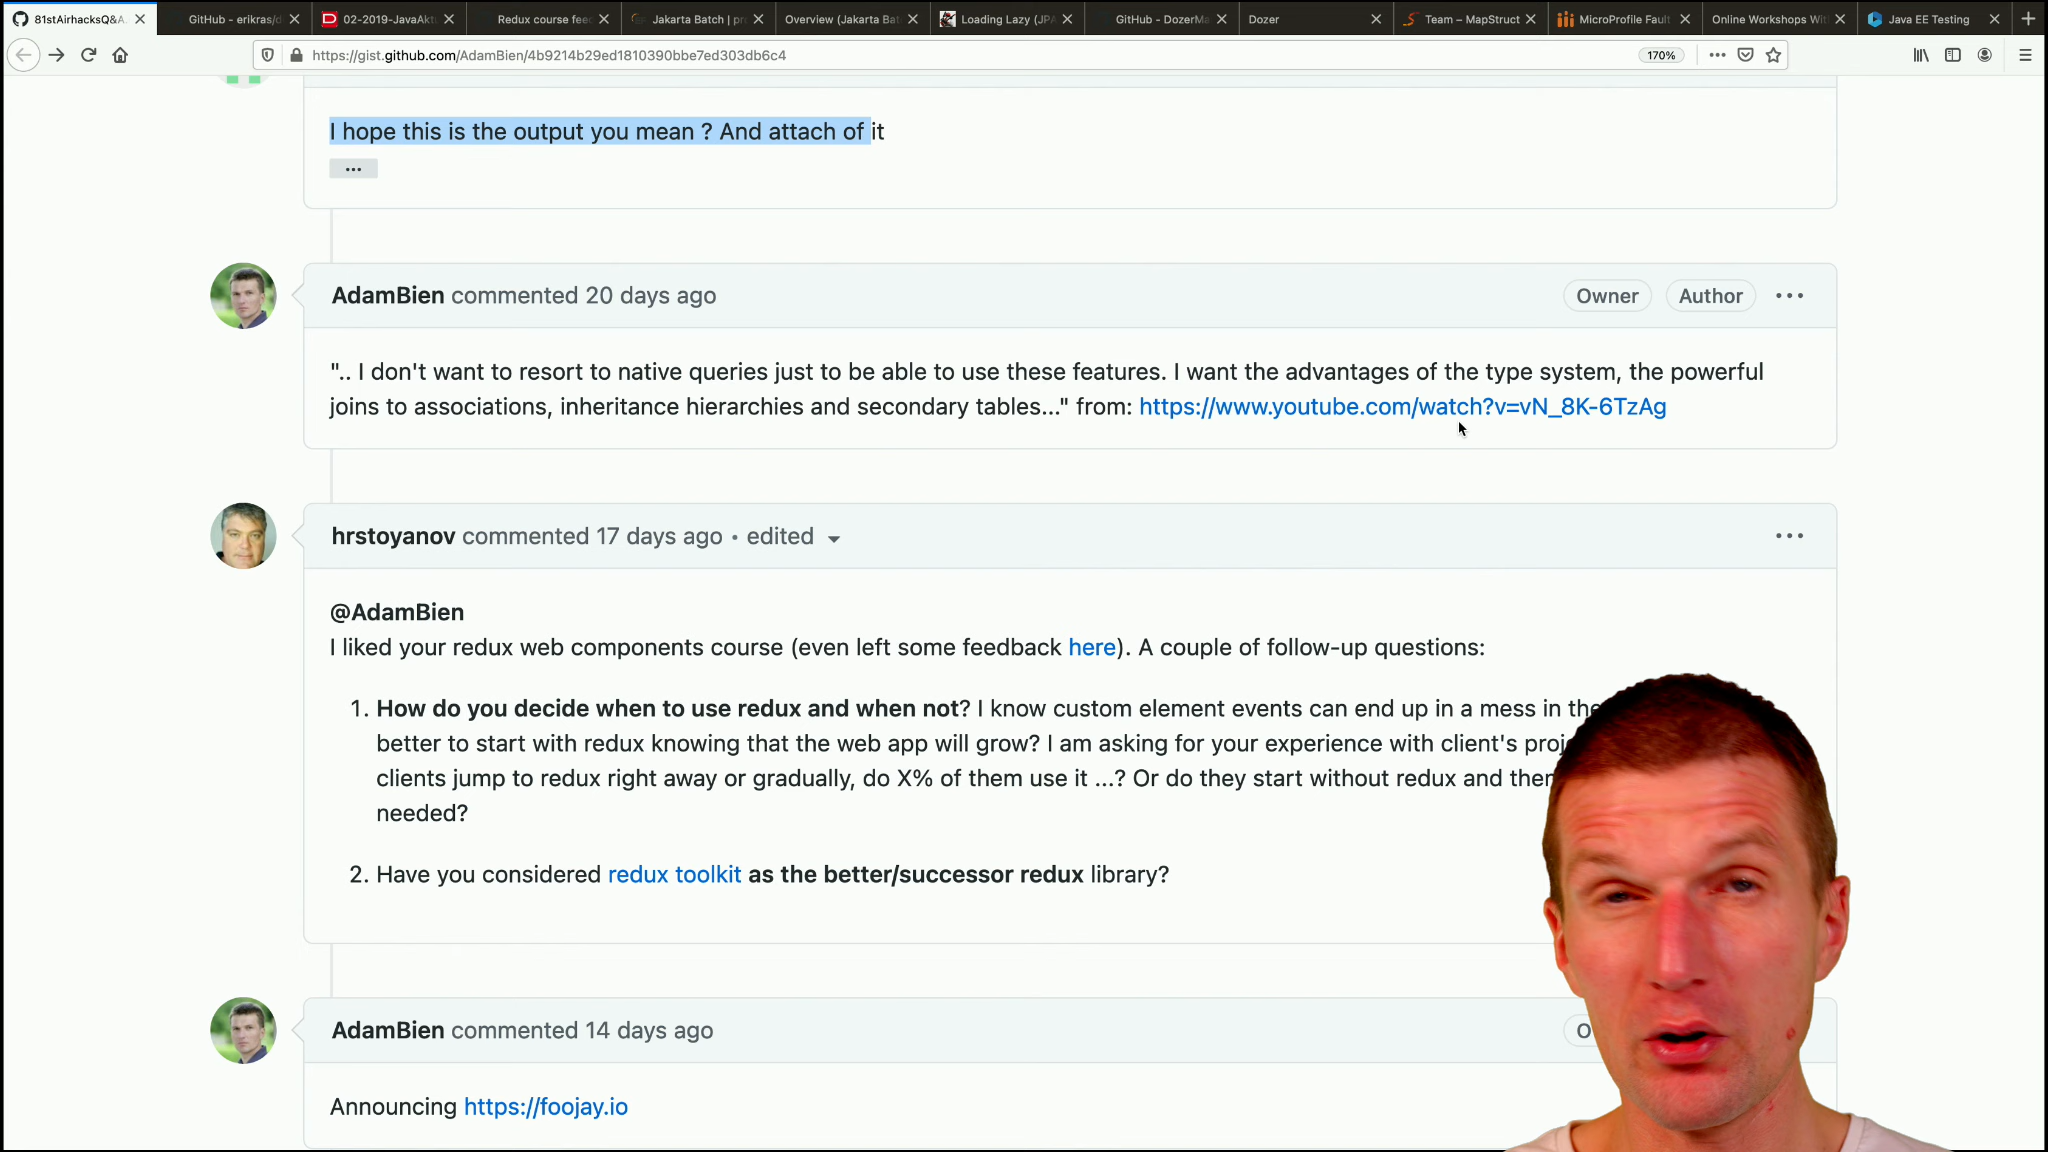 81stAirhacksQ&A
GitHub - erikras/d
02-2019-JavaAkt
Redux course fee
Jakarta Batch | pr
Overview (Jakarta Bat
Loading Lazy (JPA
GitHub - DozerMa
Dozer
Team – MapStruct
MicroProfile Fault
Online Workshops Wit
Java EE Testing
https://gist.github.com/AdamBien/4b9214b29ed1810390bbe7ed303db6c4
170%
I hope this is the output you mean ? And attach of it
...
AdamBien commented 20 days ago
Owner
Author
".. I don't want to resort to native queries just to be able to use these features. I want the advantages of the type system, the powerful
joins to associations, inheritance hierarchies and secondary tables..." from: https://www.youtube.com/watch?v=vN_8K-6TzAg
hrstoyanov commented 17 days ago • edited
@AdamBien
I liked your redux web components course (even left some feedback here). A couple of follow-up questions:
1. How do you decide when to use redux and when not? I know custom element events can end up in a mess in the
better to start with redux knowing that the web app will grow? I am asking for your experience with client's proj
clients jump to redux right away or gradually, do X% of them use it ...? Or do they start without redux and then
needed?
2. Have you considered redux toolkit as the better/successor redux library?
AdamBien commented 14 days ago
O
Announcing https://foojay.io